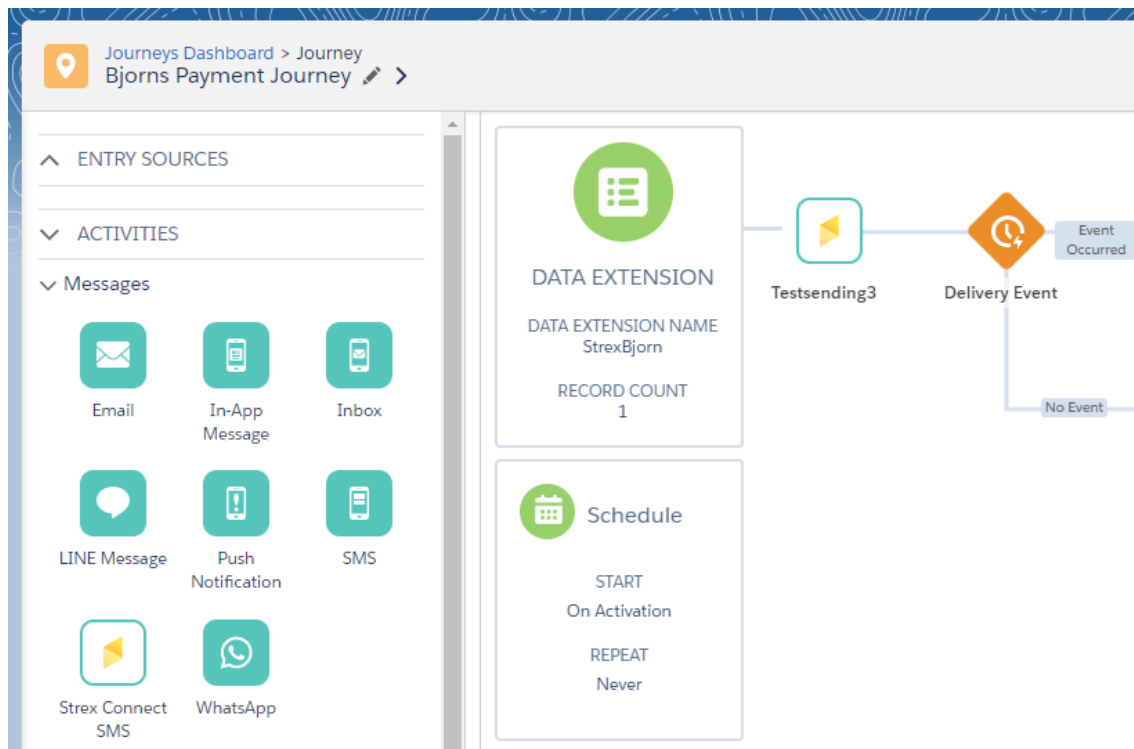 Journeys Dashboard > Journey
Bjorns Payment Journey
ENTRY SOURCES
ACTIVITIES
Messages
Email
In-App
Message
Inbox
LINE Message
Push
Notification
SMS
Strex Connect
SMS
WhatsApp
DATA EXTENSION
DATA EXTENSION NAME
StrexBjorn
RECORD COUNT
1
Testsending3
Delivery Event
Event
Occurred
No Event
Schedule
START
On Activation
REPEAT
Never